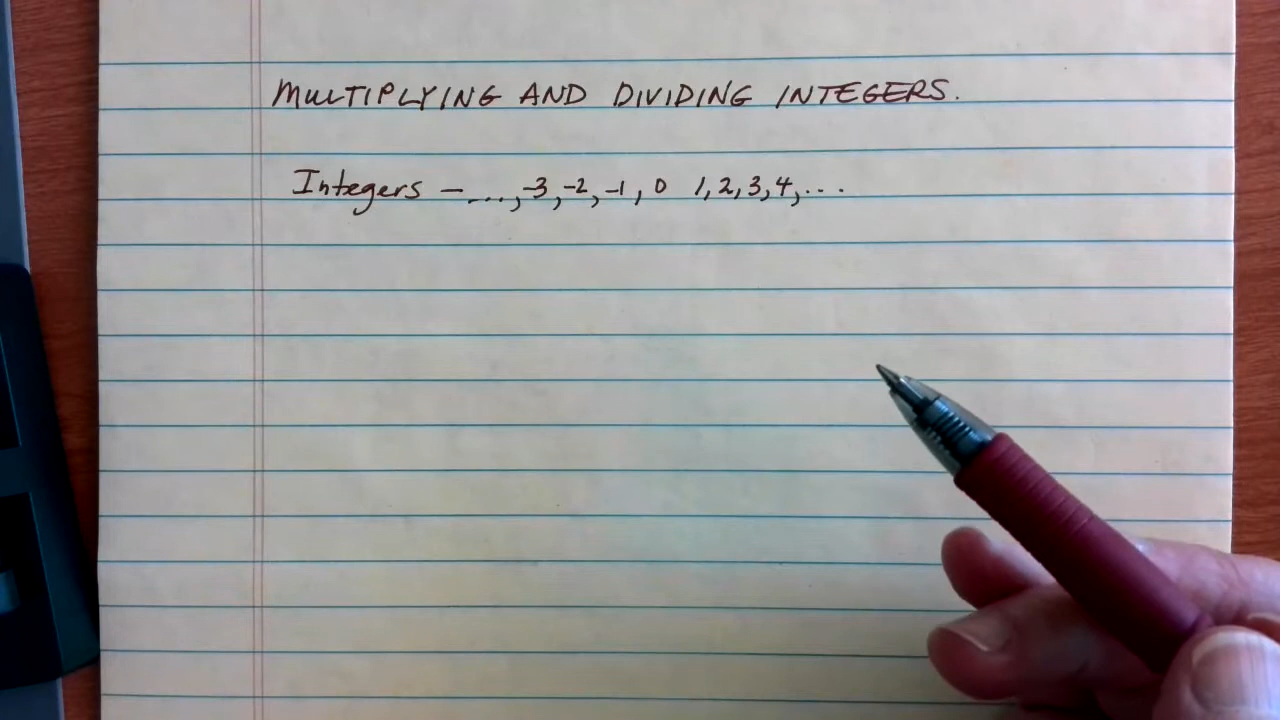 MULTIPLYING AND DIVIDING INTEGERS.
Integers – ..., -3, -2, -1, 0 1, 2, 3, 4, ...